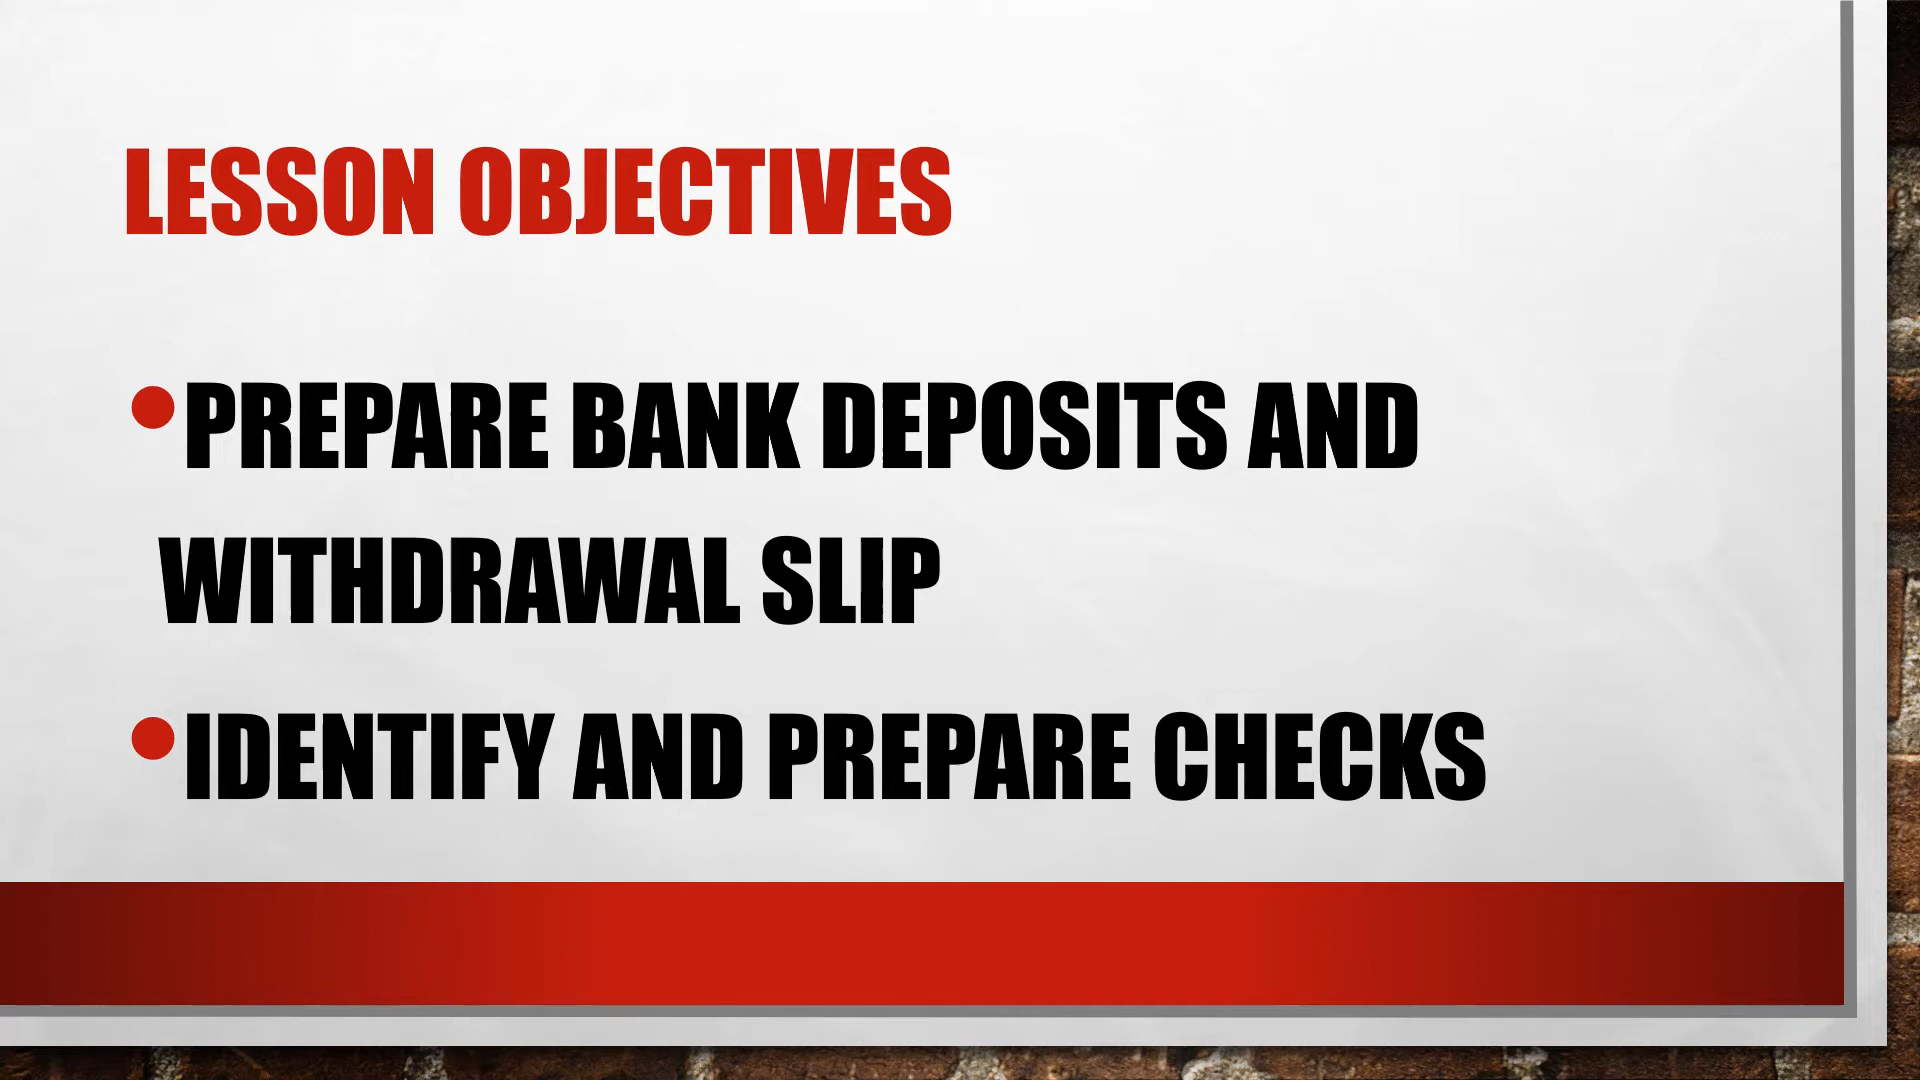 LESSON OBJECTIVES
•PREPARE BANK DEPOSITS AND
WITHDRAWAL SLIP
•IDENTIFY AND PREPARE CHECKS